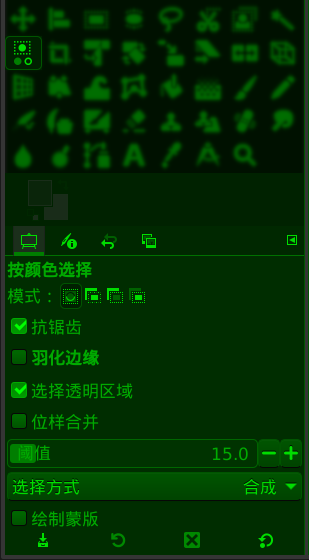 按颜色选择
模式：
抗锯齿
羽化边缘
选择透明区域
位样合并
阈值 15.0
选择方式 合成
绘制蒙版